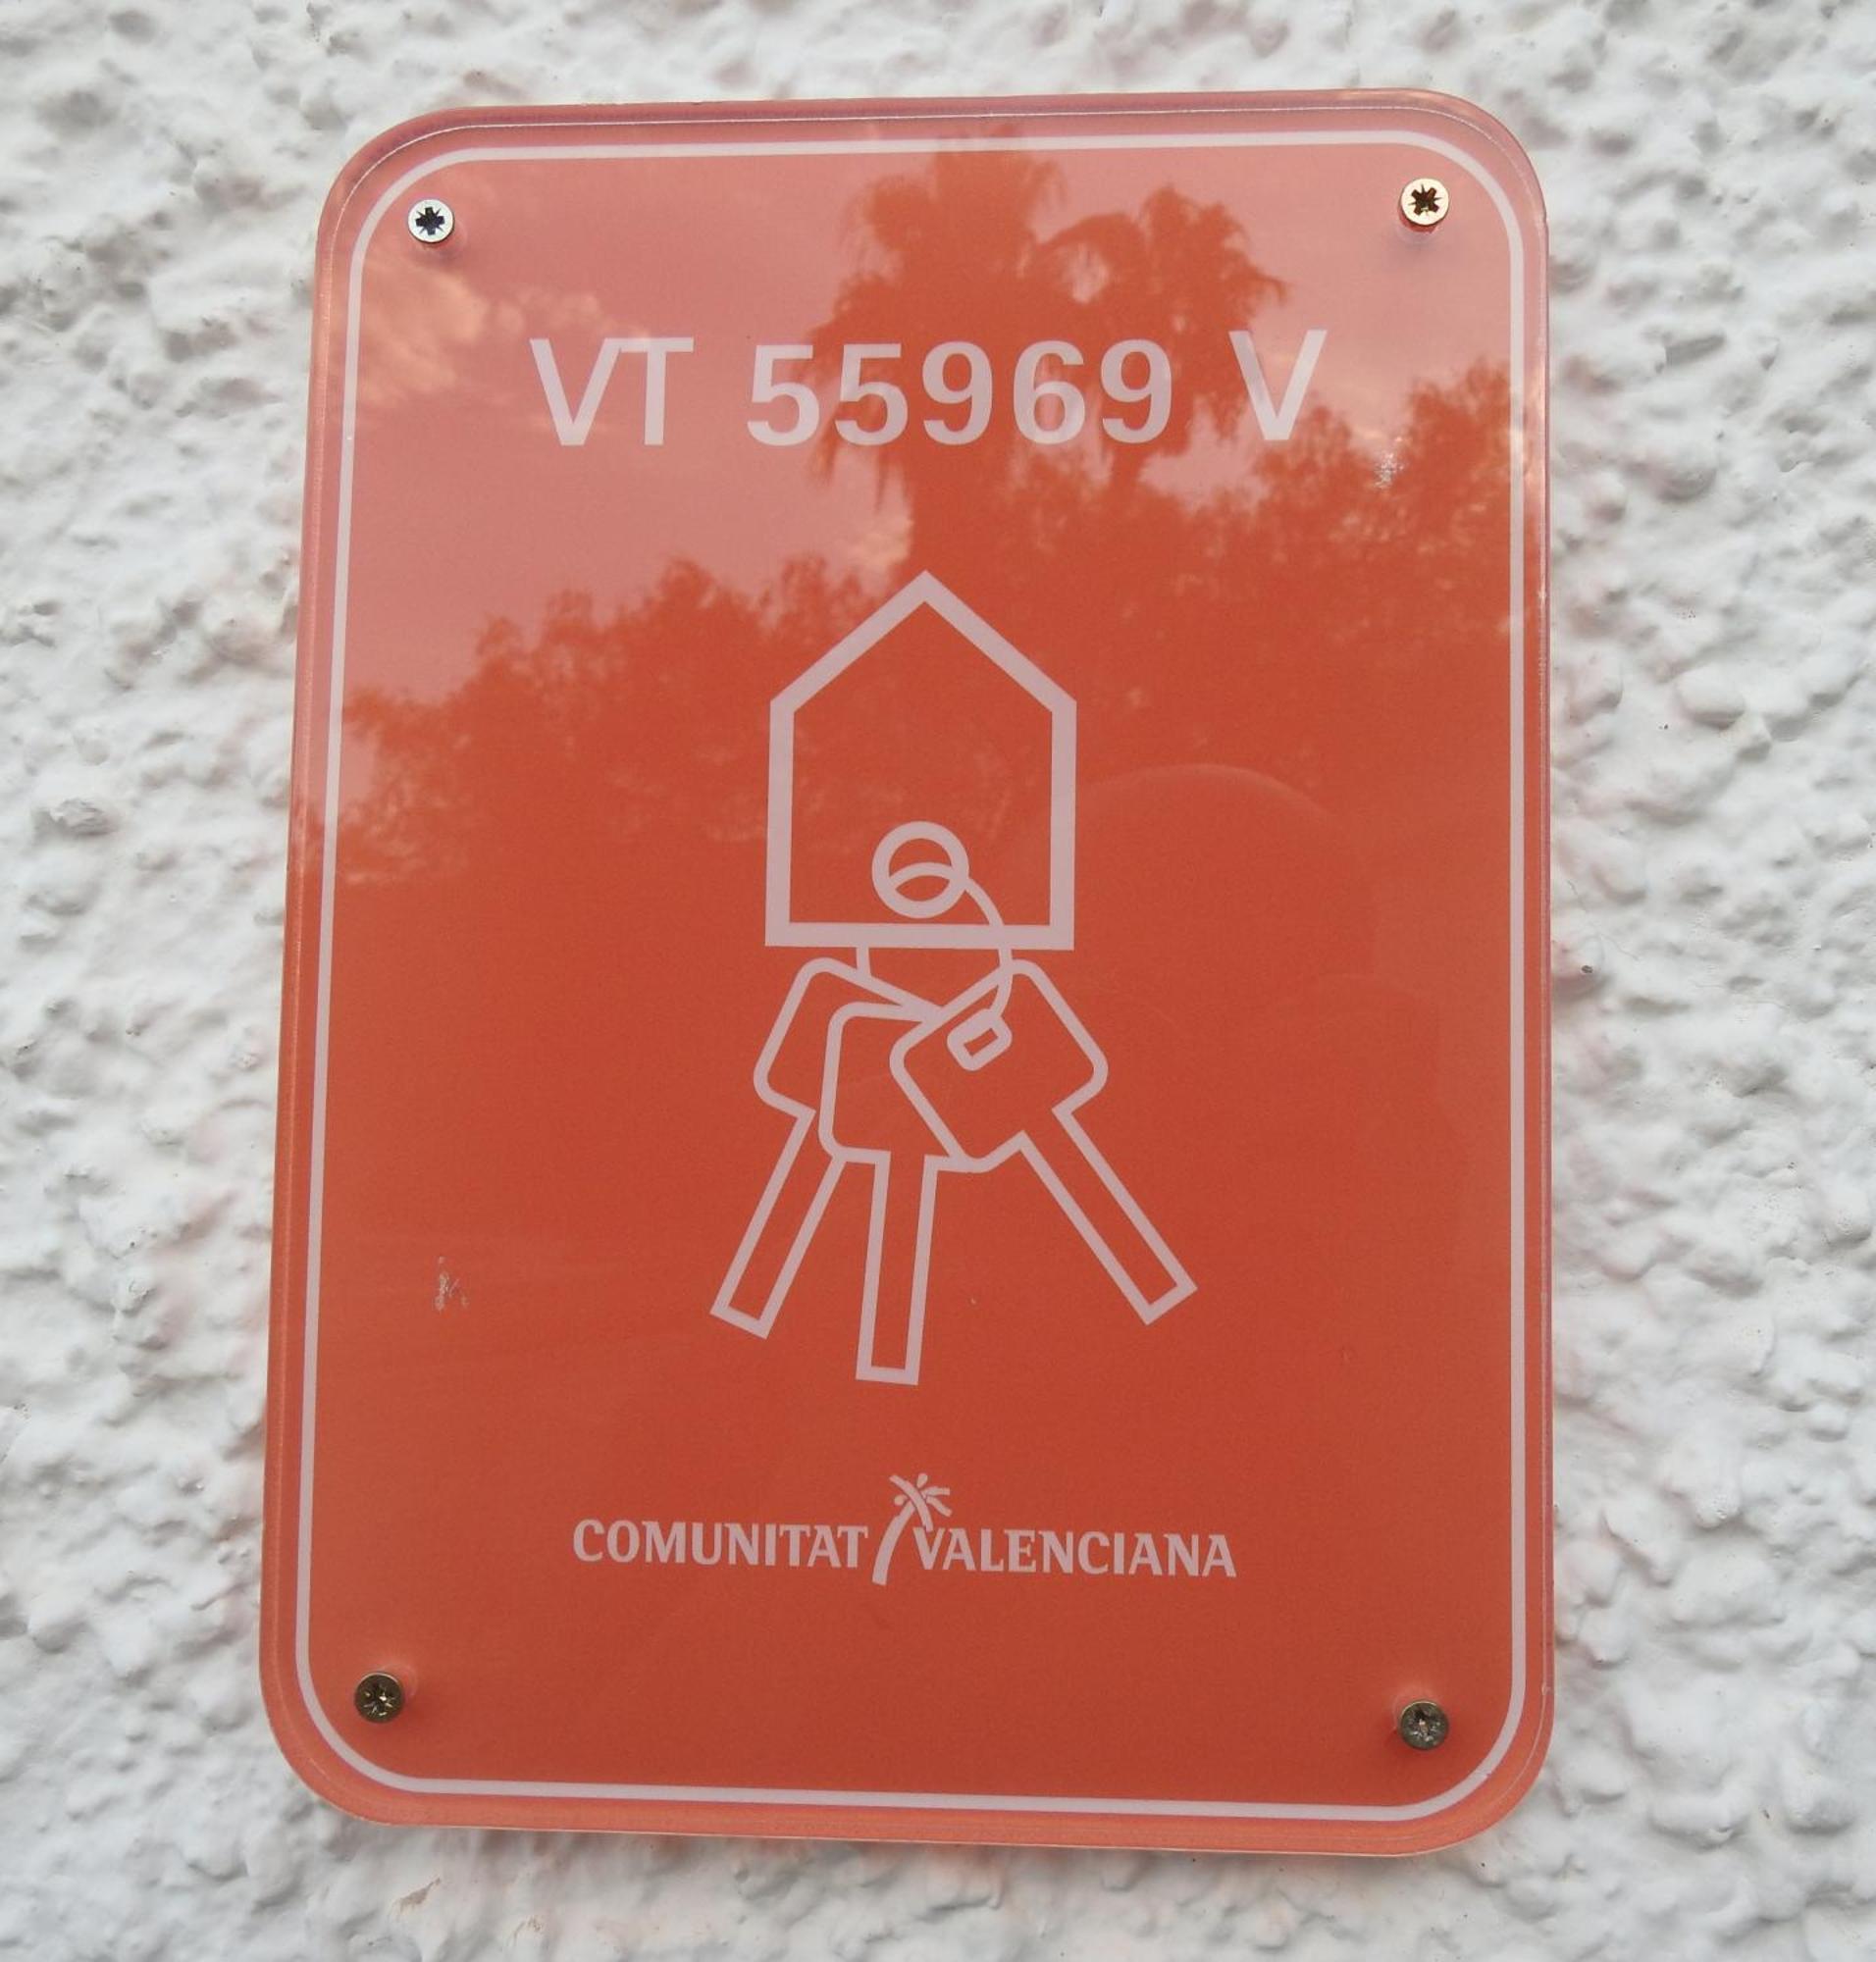 VT 55969 V
COMUNITAT VALENCIANA